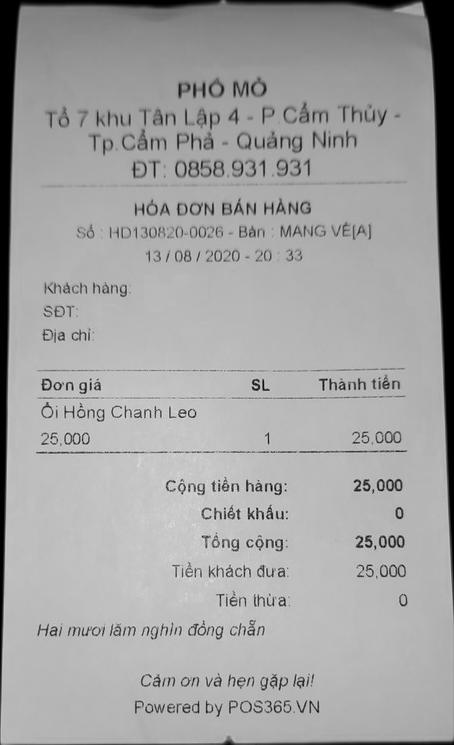 PHỐ MỎ
Tổ 7 khu Tân Lập 4 - P.Cẩm Thủy -
Tp.Cẩm Phả - Quảng Ninh
ĐT: 0858.931.931
HÓA ĐƠN BÁN HÀNG
Số : HD130820-0026 - Bàn : MANG VỀ[A]
13 / 08 / 2020 - 20 : 33
Khách hàng:
SĐT:
Địa chỉ:
Đơn giá SL Thành tiền
Ổi Hồng Chanh Leo
25,000 1 25,000
Cộng tiền hàng: 25,000
Chiết khấu: 0
Tổng cộng: 25,000
Tiền khách đưa: 25,000
Tiền thừa: 0
Hai mươi lăm nghìn đồng chẵn
Cảm ơn và hẹn gặp lại!
Powered by POS365.VN